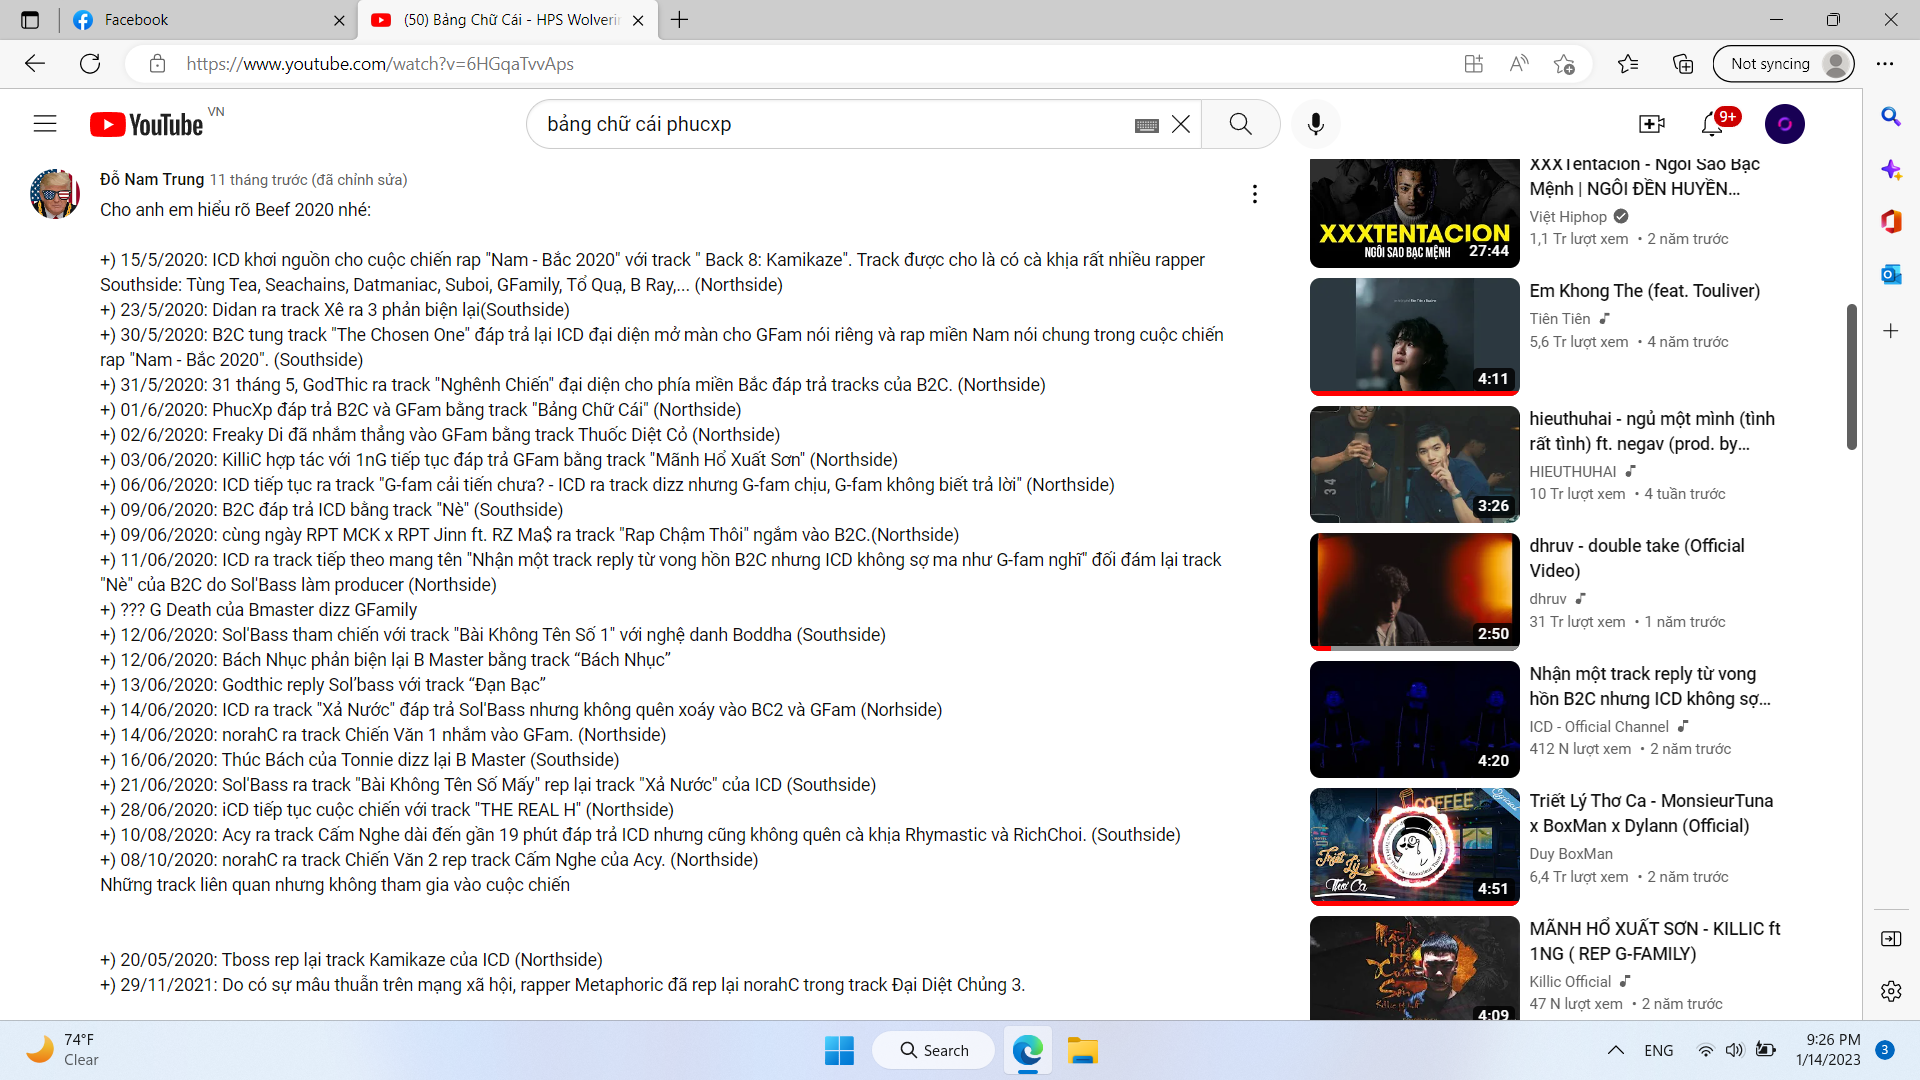 Facebook
(50) Bảng Chữ Cái - HPS Wolverin
https://www.youtube.com/watch?v=6HGqaTvvAps
Not syncing
YouTube VN
bảng chữ cái phucxp
9+
Đỗ Nam Trung 11 tháng trước (đã chỉnh sửa)
Cho anh em hiểu rõ Beef 2020 nhé:
+) 15/5/2020: ICD khơi nguồn cho cuộc chiến rap "Nam - Bắc 2020" với track " Back 8: Kamikaze". Track được cho là có cà khịa rất nhiều rapper
Southside: Tùng Tea, Seachains, Datmaniac, Suboi, GFamily, Tổ Quạ, B Ray,... (Northside)
+) 23/5/2020: Didan ra track Xê ra 3 phản biện lại(Southside)
+) 30/5/2020: B2C tung track "The Chosen One" đáp trả lại ICD đại diện mở màn cho GFam nói riêng và rap miền Nam nói chung trong cuộc chiến
rap "Nam - Bắc 2020". (Southside)
+) 31/5/2020: 31 tháng 5, GodThic ra track "Nghênh Chiến" đại diện cho phía miền Bắc đáp trả tracks của B2C. (Northside)
+) 01/6/2020: PhucXp đáp trả B2C và GFam bằng track "Bảng Chữ Cái" (Northside)
+) 02/6/2020: Freaky Di đã nhắm thẳng vào GFam bằng track Thuốc Diệt Cỏ (Northside)
+) 03/06/2020: KilliC hợp tác với 1nG tiếp tục đáp trả GFam bằng track "Mãnh Hổ Xuất Sơn" (Northside)
+) 06/06/2020: ICD tiếp tục ra track "G-fam cải tiến chưa? - ICD ra track dizz nhưng G-fam chịu, G-fam không biết trả lời" (Northside)
+) 09/06/2020: B2C đáp trả ICD bằng track "Nè" (Southside)
+) 09/06/2020: cùng ngày RPT MCK x RPT Jinn ft. RZ Ma$ ra track "Rap Chậm Thôi" ngắm vào B2C.(Northside)
+) 11/06/2020: ICD ra track tiếp theo mang tên "Nhận một track reply từ vong hồn B2C nhưng ICD không sợ ma như G-fam nghĩ" đối đám lại track
"Nè" của B2C do Sol'Bass làm producer (Northside)
+) ??? G Death của Bmaster dizz GFamily
+) 12/06/2020: Sol'Bass tham chiến với track "Bài Không Tên Số 1" với nghệ danh Boddha (Southside)
+) 12/06/2020: Bách Nhục phản biện lại B Master bằng track “Bách Nhục”
+) 13/06/2020: Godthic reply Sol’bass với track “Đạn Bạc”
+) 14/06/2020: ICD ra track "Xả Nước" đáp trả Sol'Bass nhưng không quên xoáy vào BC2 và GFam (Norhside)
+) 14/06/2020: norahC ra track Chiến Văn 1 nhắm vào GFam. (Northside)
+) 16/06/2020: Thúc Bách của Tonnie dizz lại B Master (Southside)
+) 21/06/2020: Sol'Bass ra track "Bài Không Tên Số Mấy" rep lại track "Xả Nước" của ICD (Southside)
+) 28/06/2020: iCD tiếp tục cuộc chiến với track "THE REAL H" (Northside)
+) 10/08/2020: Acy ra track Cấm Nghe dài đến gần 19 phút đáp trả ICD nhưng cũng không quên cà khịa Rhymastic và RichChoi. (Southside)
+) 08/10/2020: norahC ra track Chiến Văn 2 rep track Cấm Nghe của Acy. (Northside)
Những track liên quan nhưng không tham gia vào cuộc chiến
+) 20/05/2020: Tboss rep lại track Kamikaze của ICD (Northside)
+) 29/11/2021: Do có sự mâu thuẫn trên mạng xã hội, rapper Metaphoric đã rep lại norahC trong track Đại Diệt Chủng 3.
XXXTENTACION
NGÔI SAO BẠC MỆNH
27:44
XXXTentacion - Ngôi Sao Bạc
Mệnh | NGÔI ĐỀN HUYỀN...
Việt Hiphop
1,1 Tr lượt xem • 2 năm trước
4:11
Em Khong The (feat. Touliver)
Tiên Tiên
5,6 Tr lượt xem • 4 năm trước
34
3:26
hieuthuhai - ngủ một mình (tình
rất tình) ft. negav (prod. by...
HIEUTHUHAI
10 Tr lượt xem • 4 tuần trước
2:50
dhruv - double take (Official
Video)
dhruv
31 Tr lượt xem • 1 năm trước
4:20
Nhận một track reply từ vong
hồn B2C nhưng ICD không sợ...
ICD - Official Channel
412 N lượt xem • 2 năm trước
COFFEE
Triết Lý
Thơ Ca
4:51
Triết Lý Thơ Ca - MonsieurTuna
x BoxMan x Dylann (Official)
Duy BoxMan
6,4 Tr lượt xem • 2 năm trước
Mãnh
Hổ
Xuất
Sơn
4:09
MÃNH HỔ XUẤT SƠN - KILLIC ft
1NG ( REP G-FAMILY)
Killic Official
47 N lượt xem • 2 năm trước
74°F
Clear
Search
ENG
9:26 PM
1/14/2023
3